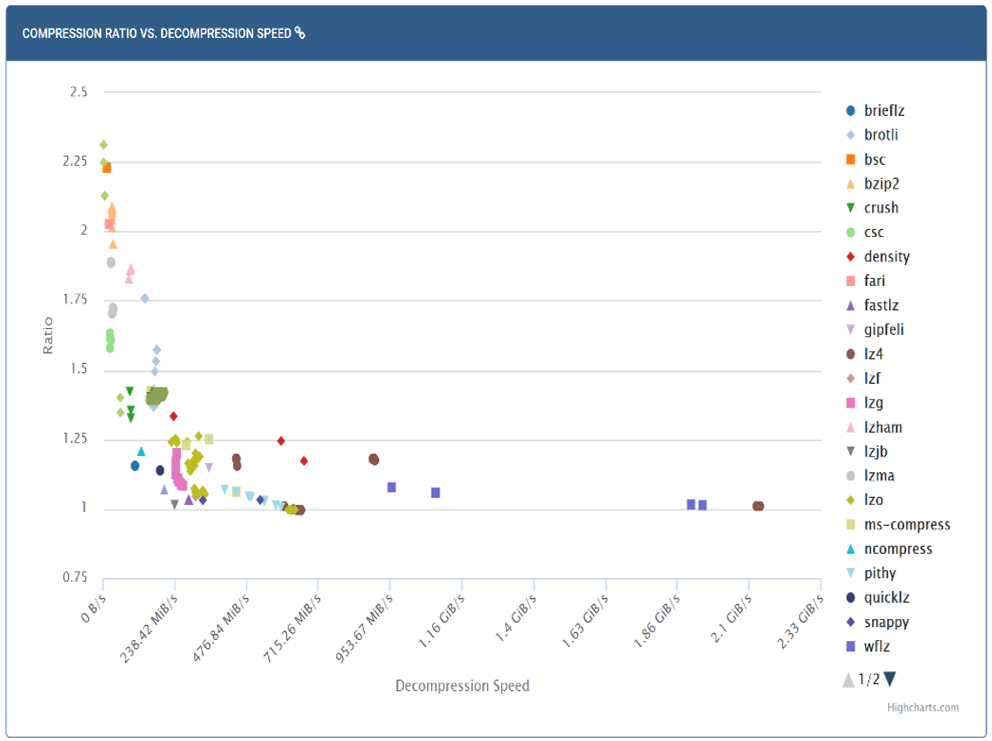 COMPRESSION RATIO VS. DECOMPRESSION SPEED
2.5
2.25
2
1.75
1.5
1.25
1
0.75
Ratio
0 B/s
238.42 MiB/s
476.84 MiB/s
715.26 MiB/s
953.67 MiB/s
1.16 GiB/s
1.4 GiB/s
1.63 GiB/s
1.86 GiB/s
2.1 GiB/s
2.33 GiB/s
Decompression Speed
brieflz
brotli
bsc
bzip2
crush
csc
density
fari
fastlz
gipfeli
lz4
lzf
lzg
lzham
lzjb
lzma
lzo
ms-compress
ncompress
pithy
quicklz
snappy
wflz
1/2
Highcharts.com